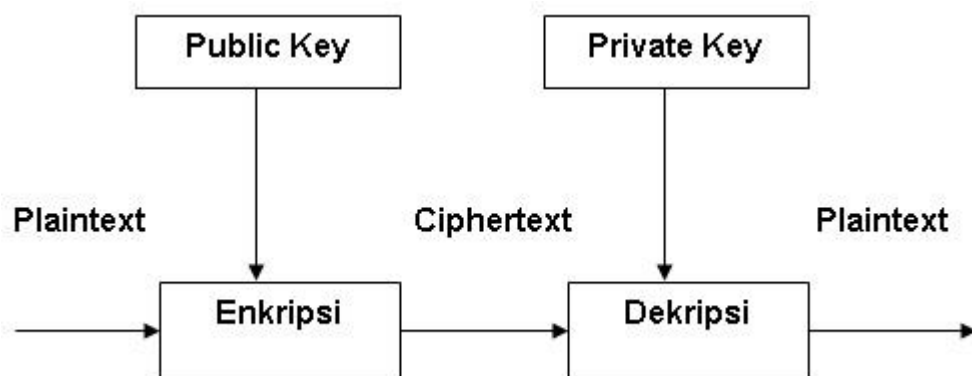 Public Key
Private Key
Plaintext
Ciphertext
Plaintext
Enkripsi
Dekripsi